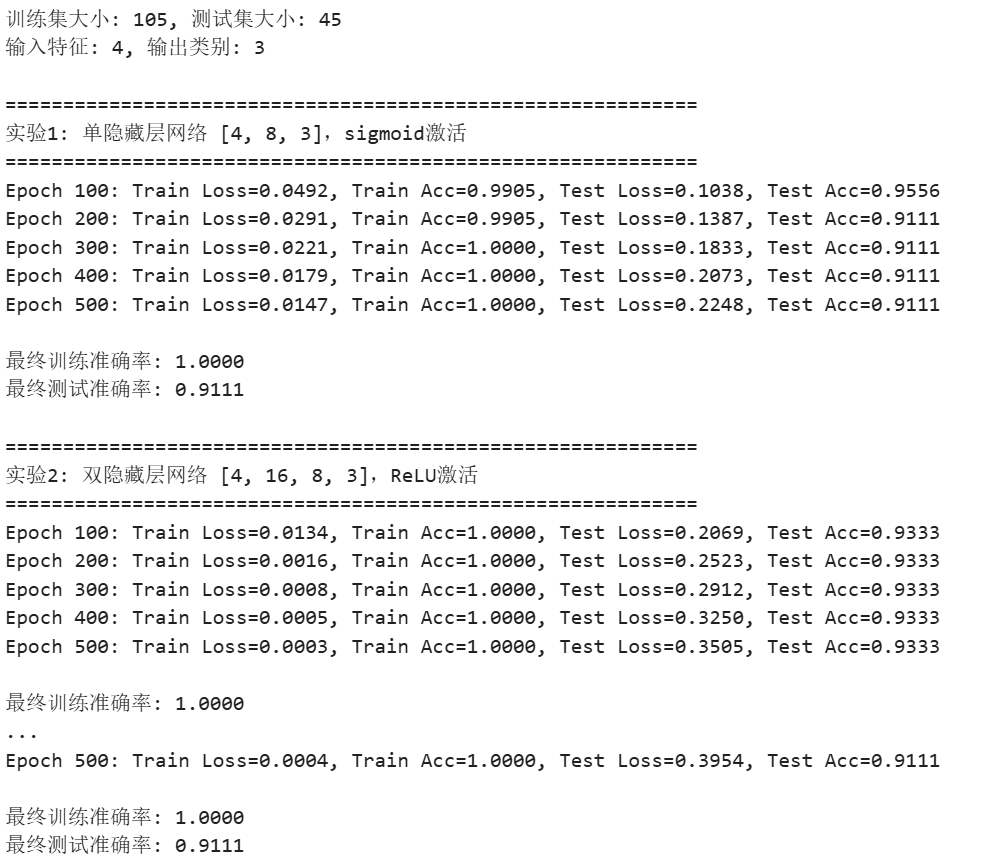 训练集大小: 105, 测试集大小: 45
输入特征: 4, 输出类别: 3
============================================================
实验1: 单隐藏层网络 [4, 8, 3]，sigmoid激活
============================================================
Epoch 100: Train Loss=0.0492, Train Acc=0.9905, Test Loss=0.1038, Test Acc=0.9556
Epoch 200: Train Loss=0.0291, Train Acc=0.9905, Test Loss=0.1387, Test Acc=0.9111
Epoch 300: Train Loss=0.0221, Train Acc=1.0000, Test Loss=0.1833, Test Acc=0.9111
Epoch 400: Train Loss=0.0179, Train Acc=1.0000, Test Loss=0.2073, Test Acc=0.9111
Epoch 500: Train Loss=0.0147, Train Acc=1.0000, Test Loss=0.2248, Test Acc=0.9111
最终训练准确率: 1.0000
最终测试准确率: 0.9111
============================================================
实验2: 双隐藏层网络 [4, 16, 8, 3]，ReLU激活
============================================================
Epoch 100: Train Loss=0.0134, Train Acc=1.0000, Test Loss=0.2069, Test Acc=0.9333
Epoch 200: Train Loss=0.0016, Train Acc=1.0000, Test Loss=0.2523, Test Acc=0.9333
Epoch 300: Train Loss=0.0008, Train Acc=1.0000, Test Loss=0.2912, Test Acc=0.9333
Epoch 400: Train Loss=0.0005, Train Acc=1.0000, Test Loss=0.3250, Test Acc=0.9333
Epoch 500: Train Loss=0.0003, Train Acc=1.0000, Test Loss=0.3505, Test Acc=0.9333
最终训练准确率: 1.0000
...
Epoch 500: Train Loss=0.0004, Train Acc=1.0000, Test Loss=0.3954, Test Acc=0.9111
最终训练准确率: 1.0000
最终测试准确率: 0.9111